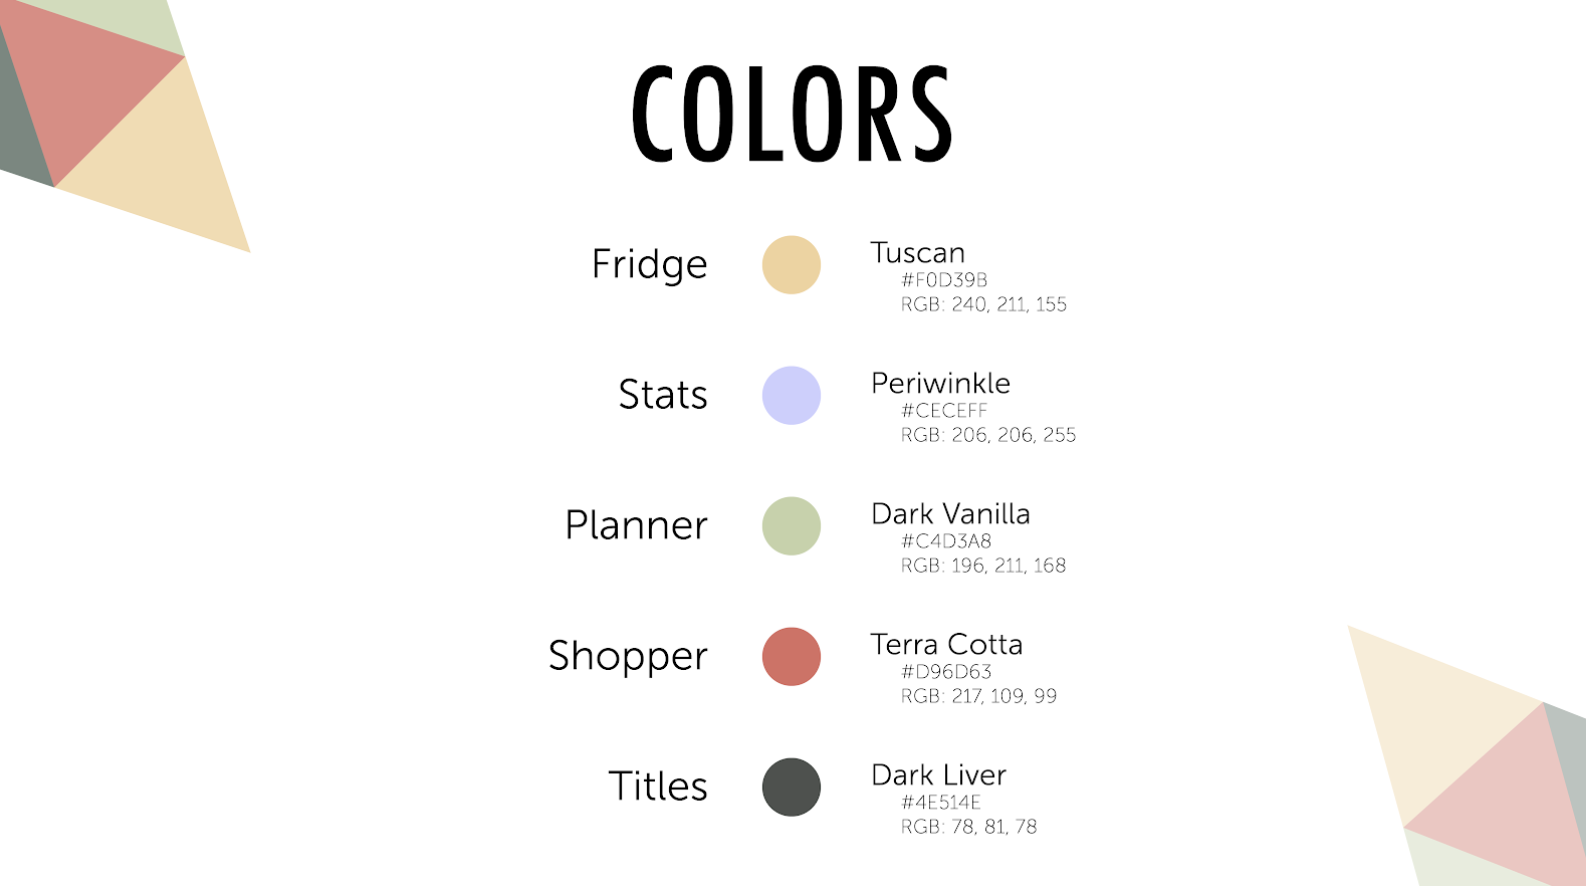 COLORS
Fridge
Tuscan
#F0D39B
RGB: 240, 211, 155
Stats
Periwinkle
#CECEFF
RGB: 206, 206, 255
Planner
Dark Vanilla
#C4D3A8
RGB: 196, 211, 168
Shopper
Terra Cotta
#D96D63
RGB: 217, 109, 99
Titles
Dark Liver
#4E514E
RGB: 78, 81, 78